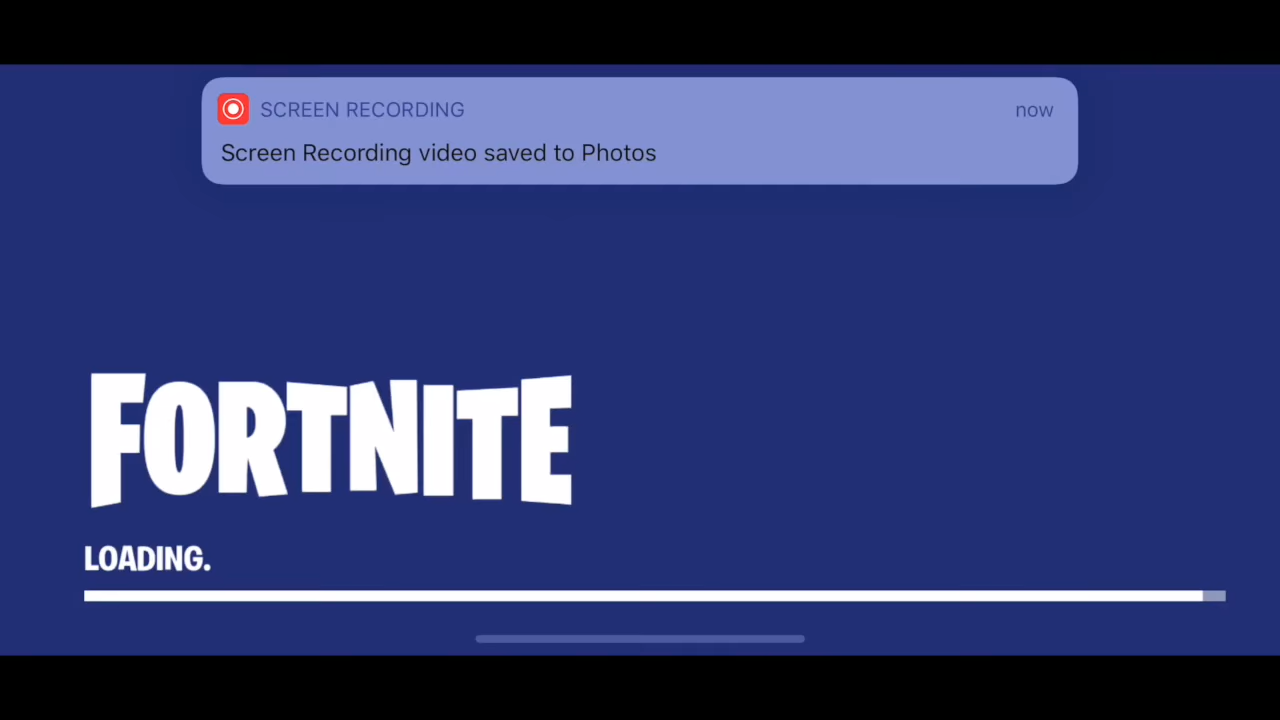 SCREEN RECORDING now
Screen Recording video saved to Photos
FORTNITE
LOADING.